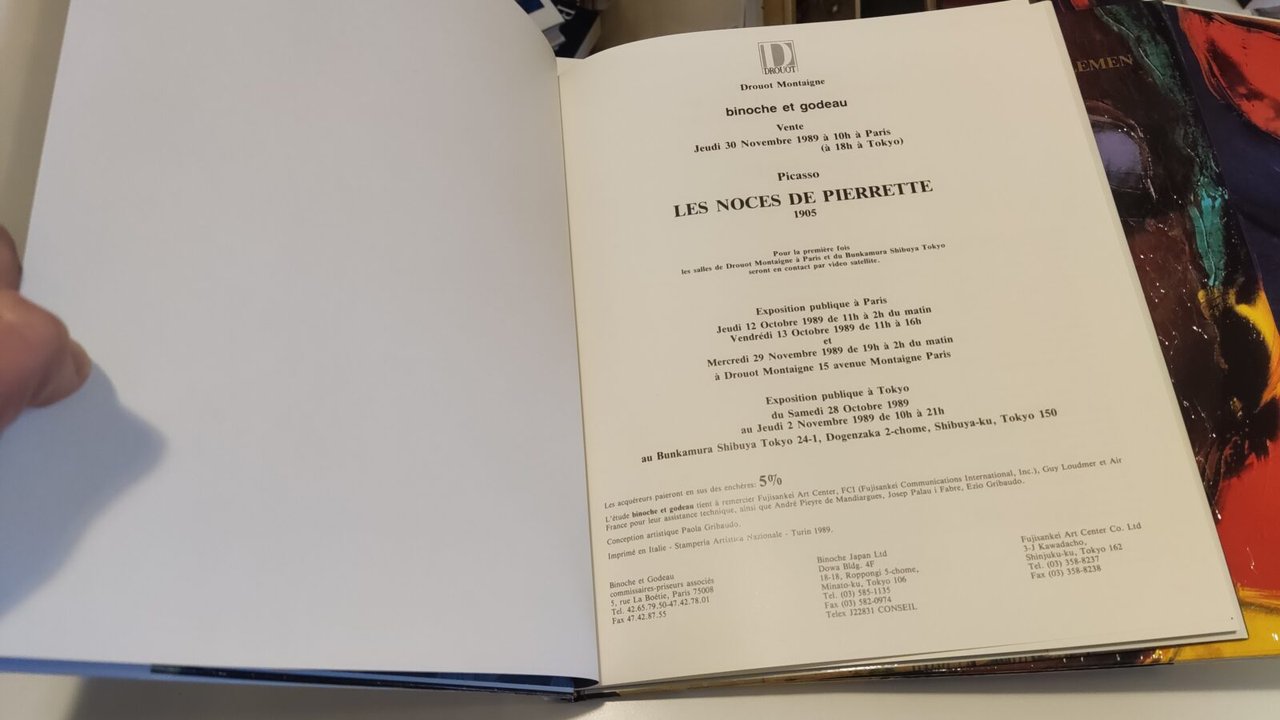 DROUOT
Drouot Montaigne
binoche et godeau
Vente
Jeudi 30 Novembre 1989 à 10h à Paris
(à 18h à Tokyo)
Picasso
LES NOCES DE PIERRETTE
1905
Pour la première fois
les salles de Drouot Montaigne à Paris et du Bunkamura Shibuya Tokyo
seront en contact par video satellite.
Exposition publique à Paris
Jeudi 12 Octobre 1989 de 11h à 2h du matin
Vendrédi 13 Octobre 1989 de 11h à 16h
et
Mercredi 29 Novembre 1989 de 19h à 2h du matin
à Drouot Montaigne 15 avenue Montaigne Paris
Exposition publique à Tokyo
du Samedi 28 Octobre 1989
au Jeudi 2 Novembre 1989 de 10h à 21h
au Bunkamura Shibuya Tokyo 24-1, Dogenzaka 2-chome, Shibuya-ku, Tokyo 150
Les acquéreurs paieront en sus des enchères: 5%
L'étude binoche et godeau tient à remercier Fujisankei Art Center, FCI (Fujisankei Communications International, Inc.), Guy Loudmer et Air
France pour leur assistance technique, ainsi que André Pieyre de Mandiargues, Josep Palau i Fabre, Ezio Gribaudo.
Conception artistique Paola Gribaudo.
Imprimé en Italie - Stamperia Artistica Nazionale - Turin 1989.
Binoche et Godeau
commissaires-priseurs associés
5, rue La Boétie, Paris 75008
Tel. 42.65.79.50-47.42.78.01
Fax 47.42.87.55
Binoche Japan Ltd
Dowa Bldg. 4F
18-18, Roppongi 5-chome,
Minato-ku, Tokyo 106
Tel. (03) 585-1135
Fax (03) 582-0974
Telex J22831 CONSEIL
Fujisankei Art Center Co. Ltd
3-J Kawadacho,
Shinjuku-ku, Tokyo 162
Tel. (03) 358-8237
Fax (03) 358-8238
EMEN